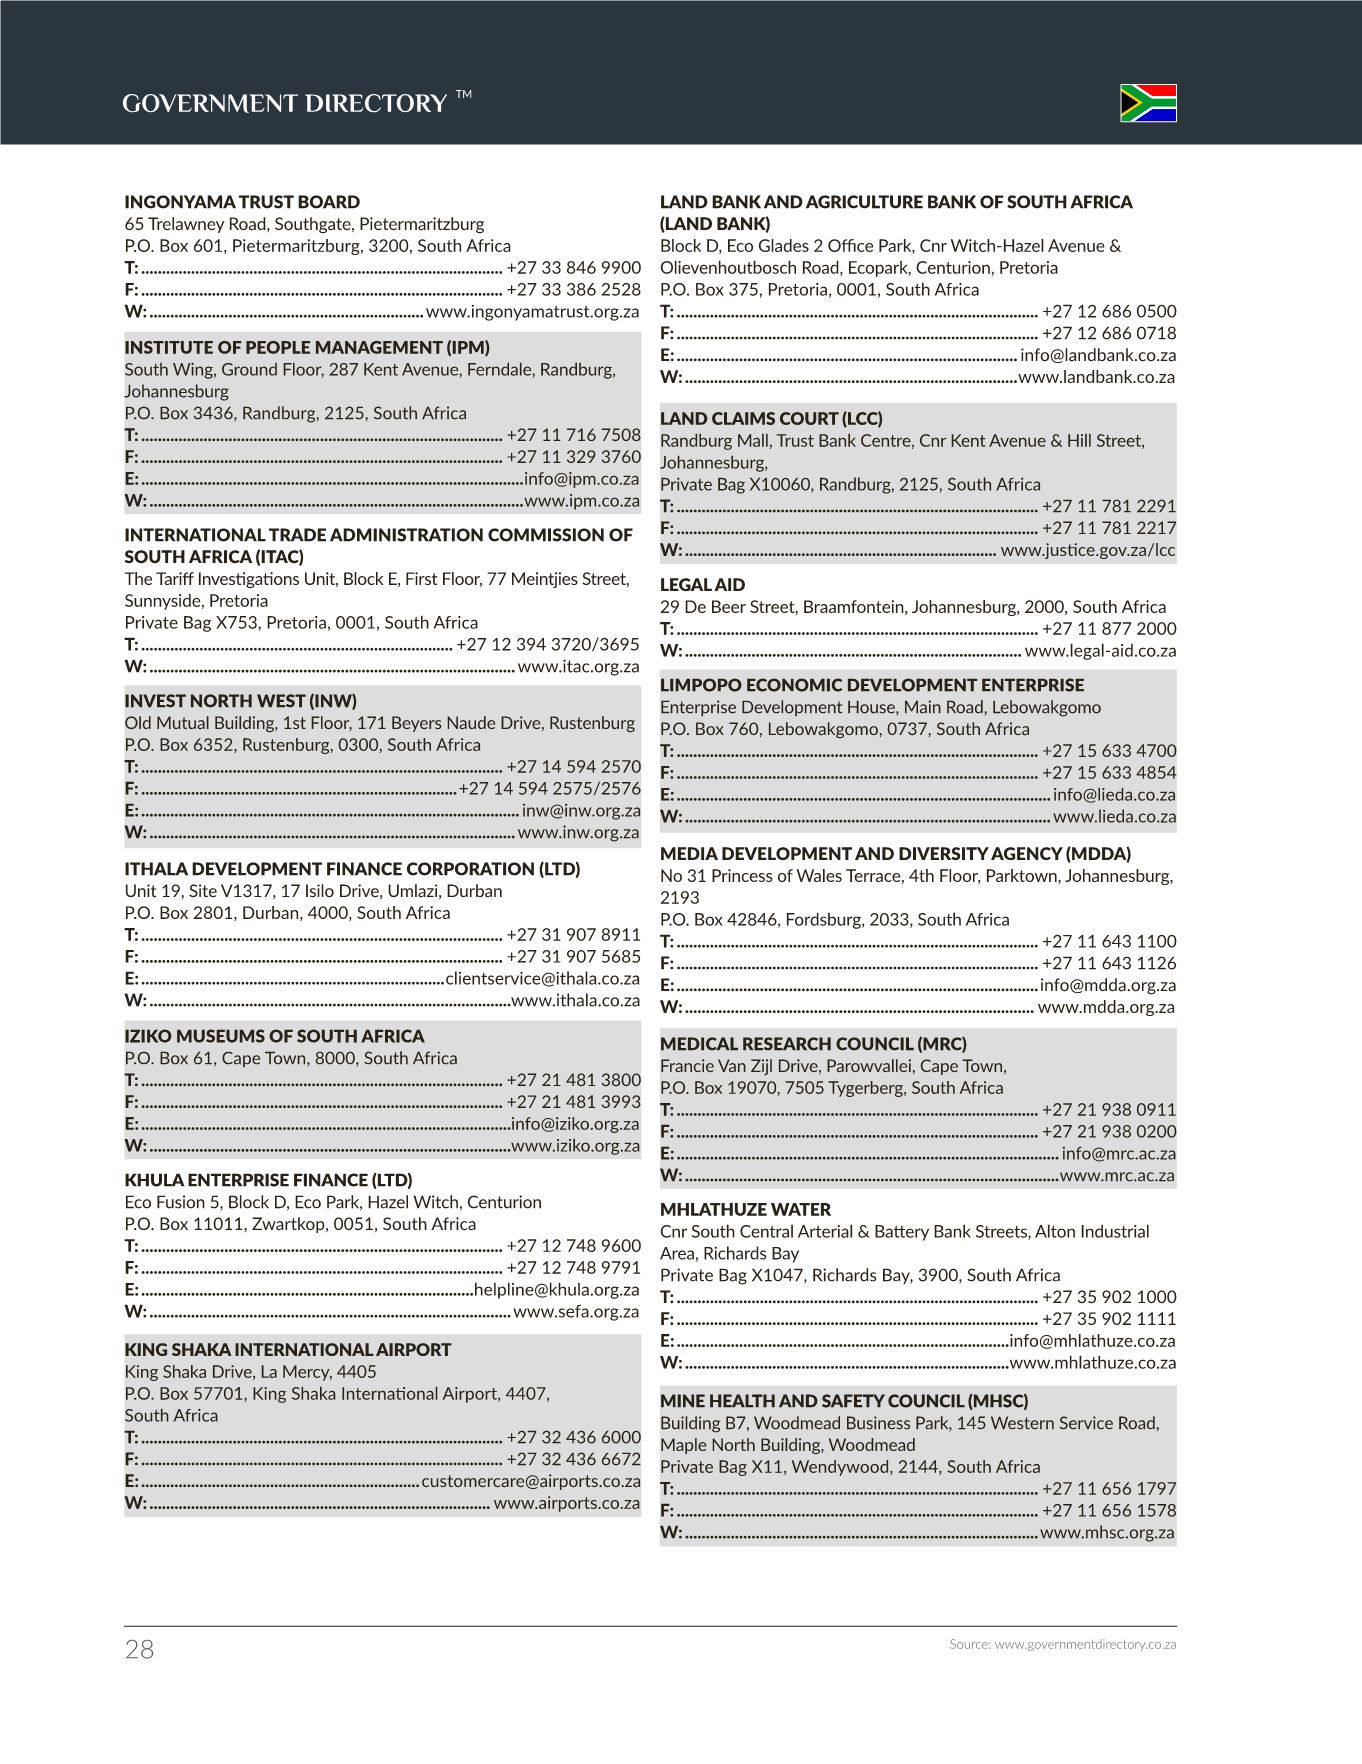 GOVERNMENT DIRECTORY ™
INGONYAMA TRUST BOARD
65 Trelawney Road, Southgate, Pietermaritzburg
P.O. Box 601, Pietermaritzburg, 3200, South Africa
T: +27 33 846 9900
F: +27 33 386 2528
W: www.ingonyamatrust.org.za
INSTITUTE OF PEOPLE MANAGEMENT (IPM)
South Wing, Ground Floor, 287 Kent Avenue, Ferndale, Randburg,
Johannesburg
P.O. Box 3436, Randburg, 2125, South Africa
T: +27 11 716 7508
F: +27 11 329 3760
E: info@ipm.co.za
W: www.ipm.co.za
INTERNATIONAL TRADE ADMINISTRATION COMMISSION OF
SOUTH AFRICA (ITAC)
The Tariff Investigations Unit, Block E, First Floor, 77 Meintjies Street,
Sunnyside, Pretoria
Private Bag X753, Pretoria, 0001, South Africa
T: +27 12 394 3720/3695
W: www.itac.org.za
INVEST NORTH WEST (INW)
Old Mutual Building, 1st Floor, 171 Beyers Naude Drive, Rustenburg
P.O. Box 6352, Rustenburg, 0300, South Africa
T: +27 14 594 2570
F: +27 14 594 2575/2576
E: inw@inw.org.za
W: www.inw.org.za
ITHALA DEVELOPMENT FINANCE CORPORATION (LTD)
Unit 19, Site V1317, 17 Isilo Drive, Umlazi, Durban
P.O. Box 2801, Durban, 4000, South Africa
T: +27 31 907 8911
F: +27 31 907 5685
E: clientservice@ithala.co.za
W: www.ithala.co.za
IZIKO MUSEUMS OF SOUTH AFRICA
P.O. Box 61, Cape Town, 8000, South Africa
T: +27 21 481 3800
F: +27 21 481 3993
E: info@iziko.org.za
W: www.iziko.org.za
KHULA ENTERPRISE FINANCE (LTD)
Eco Fusion 5, Block D, Eco Park, Hazel Witch, Centurion
P.O. Box 11011, Zwartkop, 0051, South Africa
T: +27 12 748 9600
F: +27 12 748 9791
E: helpline@khula.org.za
W: www.sefa.org.za
KING SHAKA INTERNATIONAL AIRPORT
King Shaka Drive, La Mercy, 4405
P.O. Box 57701, King Shaka International Airport, 4407,
South Africa
T: +27 32 436 6000
F: +27 32 436 6672
E: customercare@airports.co.za
W: www.airports.co.za
LAND BANK AND AGRICULTURE BANK OF SOUTH AFRICA
(LAND BANK)
Block D, Eco Glades 2 Office Park, Cnr Witch-Hazel Avenue &
Olievenhoutbosch Road, Ecopark, Centurion, Pretoria
P.O. Box 375, Pretoria, 0001, South Africa
T: +27 12 686 0500
F: +27 12 686 0718
E: info@landbank.co.za
W: www.landbank.co.za
LAND CLAIMS COURT (LCC)
Randburg Mall, Trust Bank Centre, Cnr Kent Avenue & Hill Street,
Johannesburg,
Private Bag X10060, Randburg, 2125, South Africa
T: +27 11 781 2291
F: +27 11 781 2217
W: www.justice.gov.za/lcc
LEGAL AID
29 De Beer Street, Braamfontein, Johannesburg, 2000, South Africa
T: +27 11 877 2000
W: www.legal-aid.co.za
LIMPOPO ECONOMIC DEVELOPMENT ENTERPRISE
Enterprise Development House, Main Road, Lebowakgomo
P.O. Box 760, Lebowakgomo, 0737, South Africa
T: +27 15 633 4700
F: +27 15 633 4854
E: info@lieda.co.za
W: www.lieda.co.za
MEDIA DEVELOPMENT AND DIVERSITY AGENCY (MDDA)
No 31 Princess of Wales Terrace, 4th Floor, Parktown, Johannesburg,
2193
P.O. Box 42846, Fordsburg, 2033, South Africa
T: +27 11 643 1100
F: +27 11 643 1126
E: info@mdda.org.za
W: www.mdda.org.za
MEDICAL RESEARCH COUNCIL (MRC)
Francie Van Zijl Drive, Parowvallei, Cape Town,
P.O. Box 19070, 7505 Tygerberg, South Africa
T: +27 21 938 0911
F: +27 21 938 0200
E: info@mrc.ac.za
W: www.mrc.ac.za
MHLATHUZE WATER
Cnr South Central Arterial & Battery Bank Streets, Alton Industrial
Area, Richards Bay
Private Bag X1047, Richards Bay, 3900, South Africa
T: +27 35 902 1000
F: +27 35 902 1111
E: info@mhlathuze.co.za
W: www.mhlathuze.co.za
MINE HEALTH AND SAFETY COUNCIL (MHSC)
Building B7, Woodmead Business Park, 145 Western Service Road,
Maple North Building, Woodmead
Private Bag X11, Wendywood, 2144, South Africa
T: +27 11 656 1797
F: +27 11 656 1578
W: www.mhsc.org.za
28
Source: www.governmentdirectory.co.za